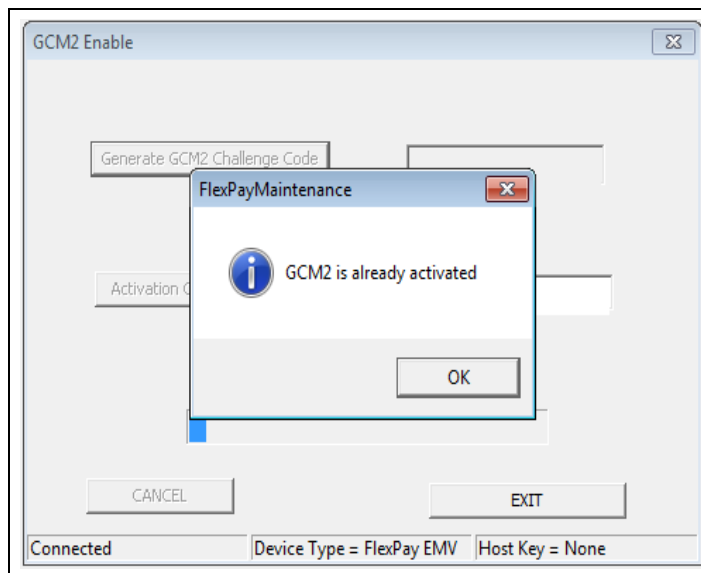 GCM2 Enable
Generate GCM2 Challenge Code
FlexPayMaintenance
GCM2 is already activated
Activation
OK
CANCEL
EXIT
Connected
Device Type = FlexPay EMV
Host Key = None